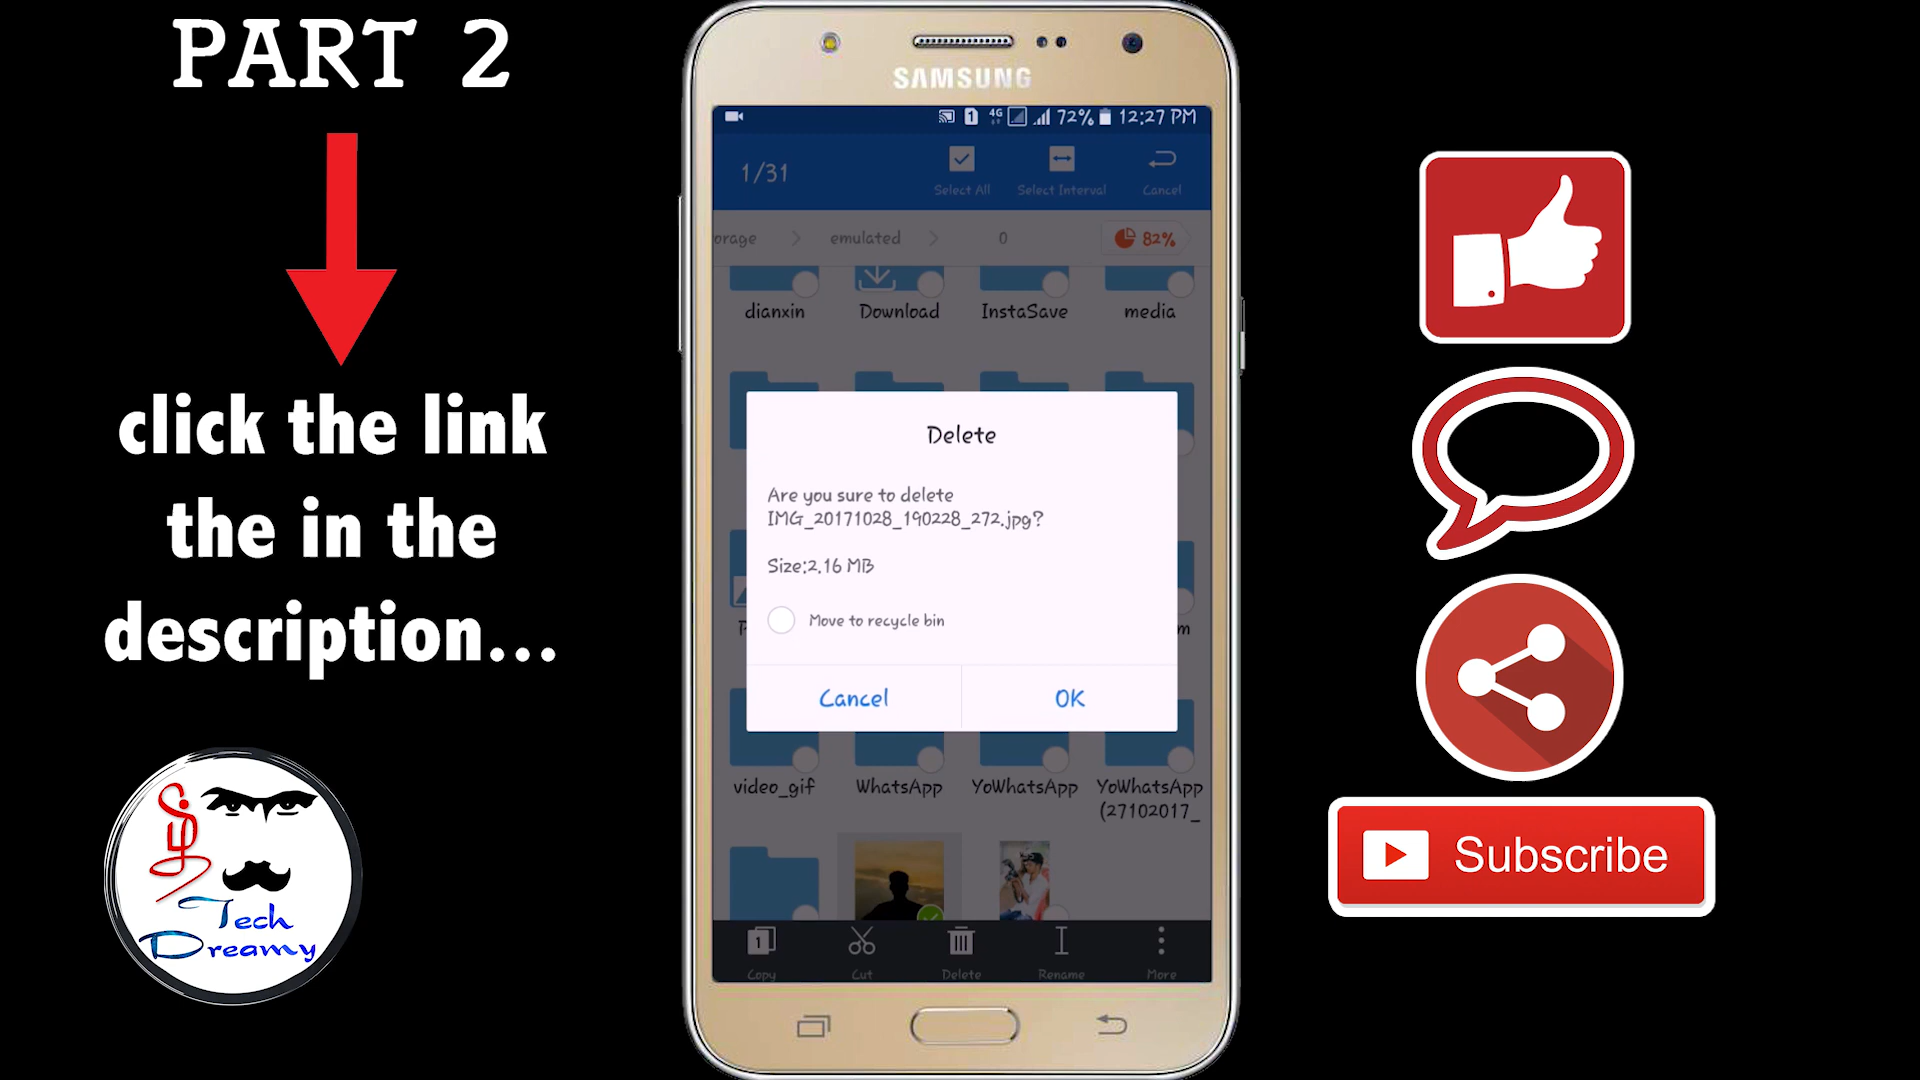 PART 2
click the link
the in the
description...
Tech
Dreamy
SAMSUNG
1 4G 72% 12:27 PM
1/31
Select All Select Interval Cancel
orage emulated 0 82%
dianxin Download InstaSave media
Delete
Are you sure to delete
IMG_20171028_190228_272.jpg?
Size:2.16 MB
Move to recycle bin
Cancel OK
video_gif WhatsApp YoWhatsApp YoWhatsApp
(27102017_
1
Copy Cut Delete Rename More
Subscribe